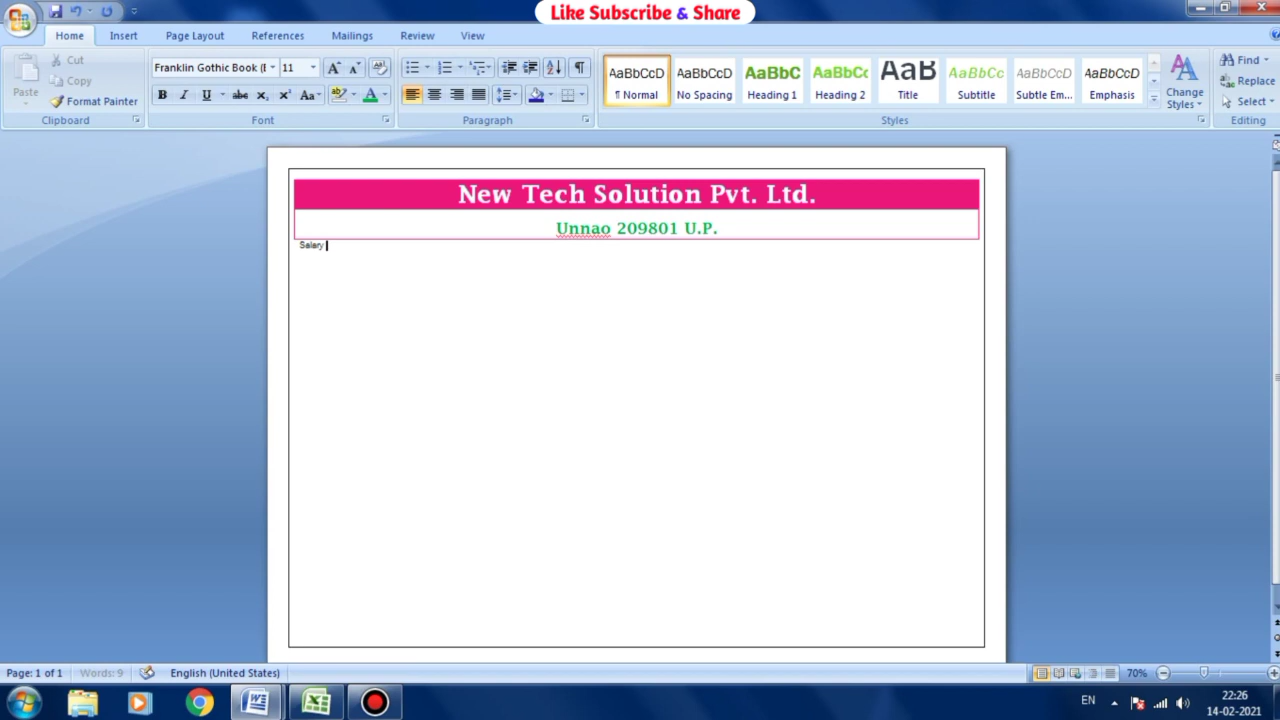 Like Subscribe & Share
Home Insert Page Layout References Mailings Review View
Cut
Copy
Paste
Format Painter
Clipboard
Franklin Gothic Book (I 11
Font
Paragraph
AaBbCcD AaBbCcD AaBbC AaBbCc AaB AaBbCc AaBbCcD AaBbCcD
¶ Normal No Spacing Heading 1 Heading 2 Title Subtitle Subtle Em... Emphasis
Styles
Change Styles
Find
Replace
Select
Editing
New Tech Solution Pvt. Ltd.
Unnao 209801 U.P.
Salary
Page: 1 of 1 Words: 9 English (United States) 70%
EN 22:26
14-02-2021